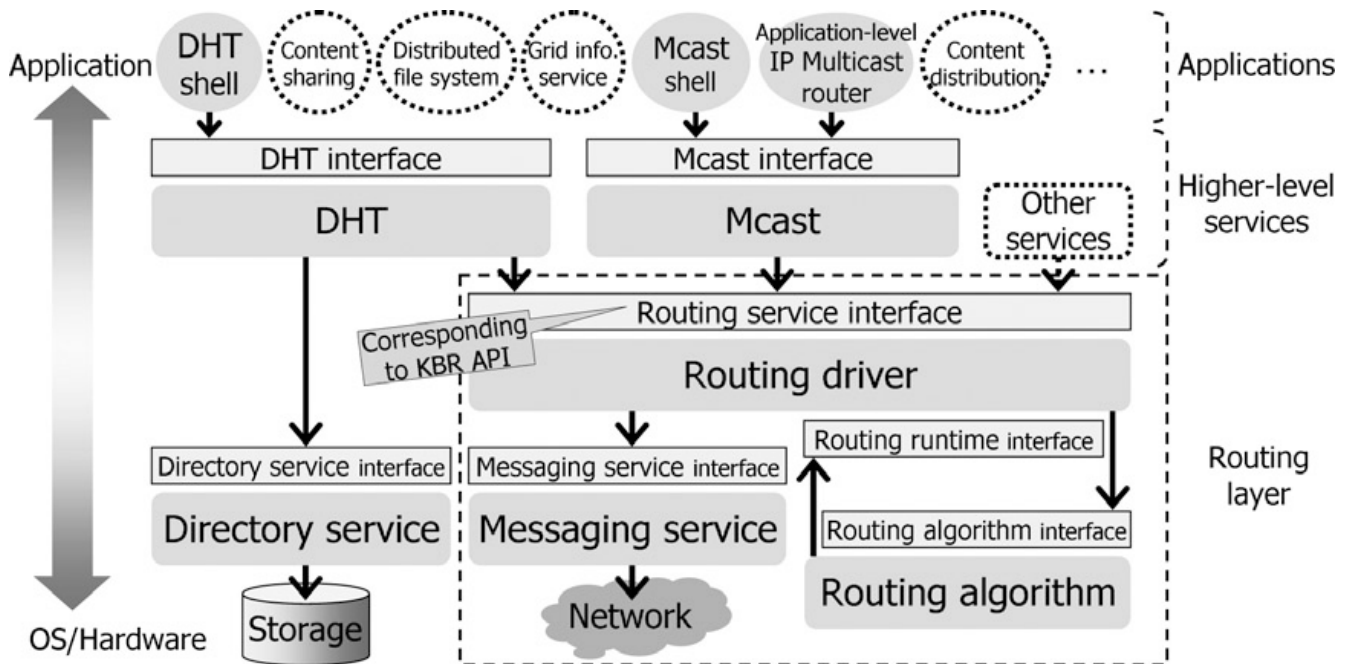 Application
DHT
shell
Content
sharing
Distributed
file system
Grid info.
service
Mcast
shell
Application-level
IP Multicast
router
Content
distribution
...
Applications
DHT interface
Mcast interface
DHT
Mcast
Other
services
Higher-level
services
Routing service interface
Corresponding
to KBR API
Routing driver
Routing runtime interface
Directory service interface
Messaging service interface
Routing
layer
Directory service
Messaging service
Routing algorithm interface
Routing algorithm
Storage
Network
OS/Hardware